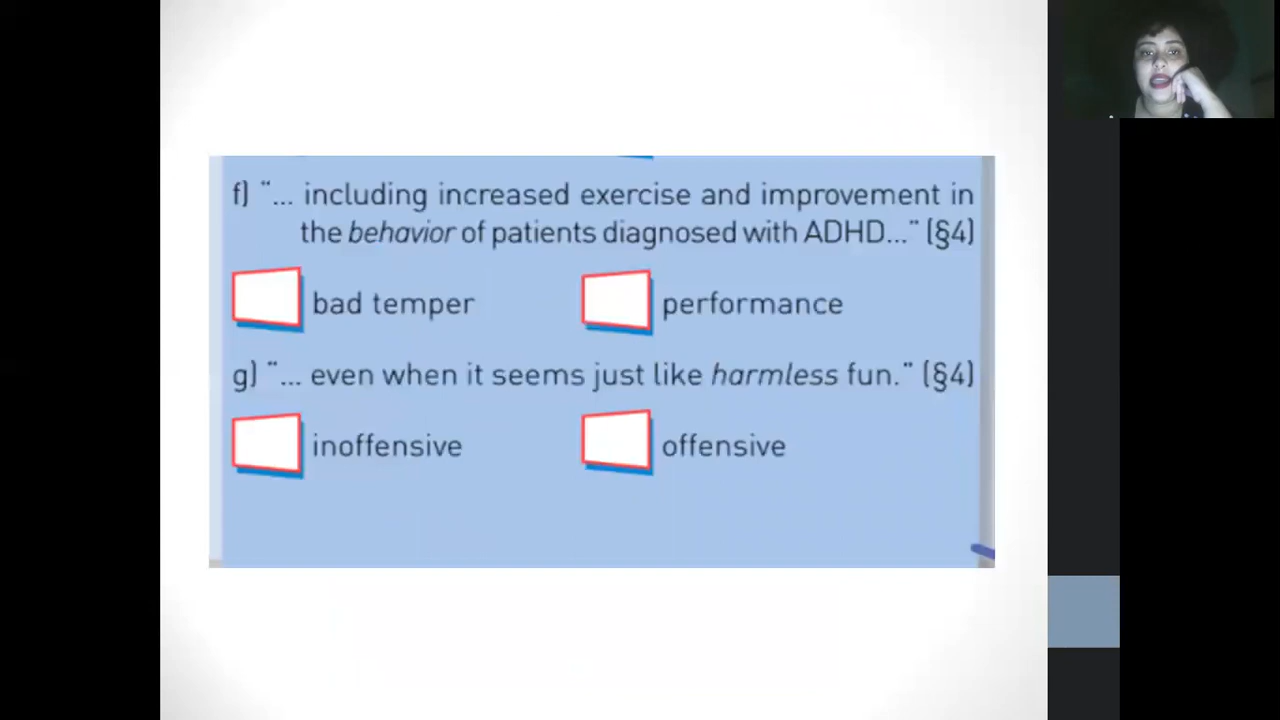 f) "... including increased exercise and improvement in
the behavior of patients diagnosed with ADHD..." (§4)
bad temper performance
g) "... even when it seems just like harmless fun." (§4)
inoffensive offensive